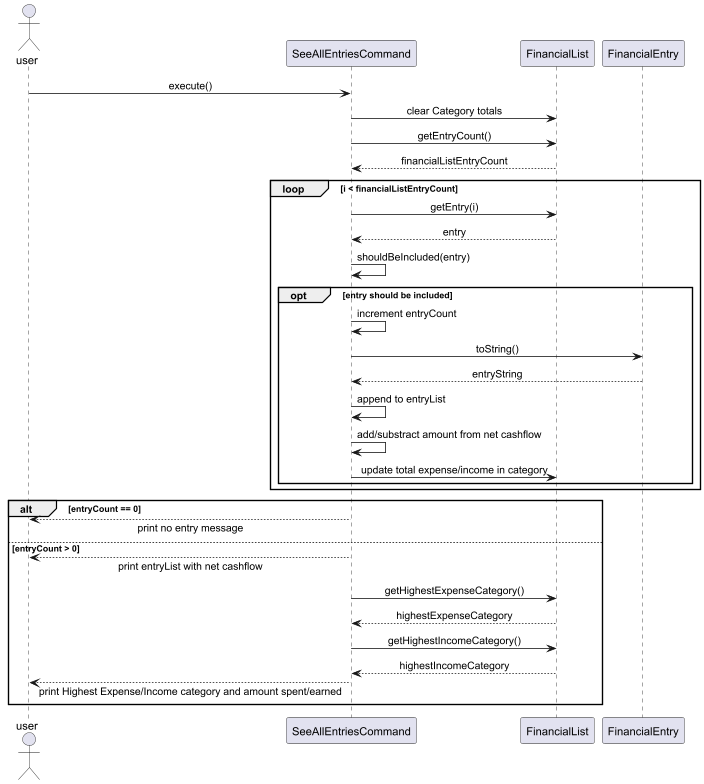 user
SeeAllEntriesCommand
FinancialList
FinancialEntry
execute()
clear Category totals
getEntryCount()
financialListEntryCount
loop
[i < financialListEntryCount]
getEntry(i)
entry
shouldBeIncluded(entry)
opt
[entry should be included]
increment entryCount
toString()
entryString
append to entryList
add/substract amount from net cashflow
update total expense/income in category
alt
[entryCount == 0]
print no entry message
[entryCount > 0]
print entryList with net cashflow
getHighestExpenseCategory()
highestExpenseCategory
getHighestIncomeCategory()
highestIncomeCategory
print Highest Expense/Income category and amount spent/earned
user
SeeAllEntriesCommand
FinancialList
FinancialEntry